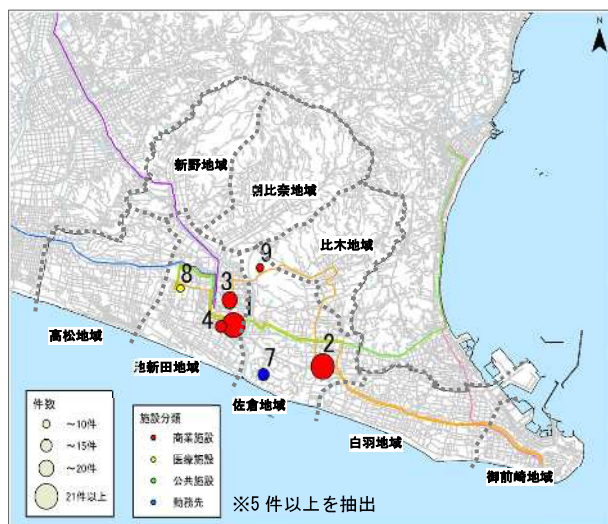 N
新野地域
朝比奈地域
比木地域
9
8
3
1
4
2
7
高松地域
池新田地域
佐倉地域
白羽地域
御前崎地域
件数
～10件
～15件
～20件
21件以上
施設分類
商業施設
医療施設
公共施設
勤務先
※5件以上を抽出